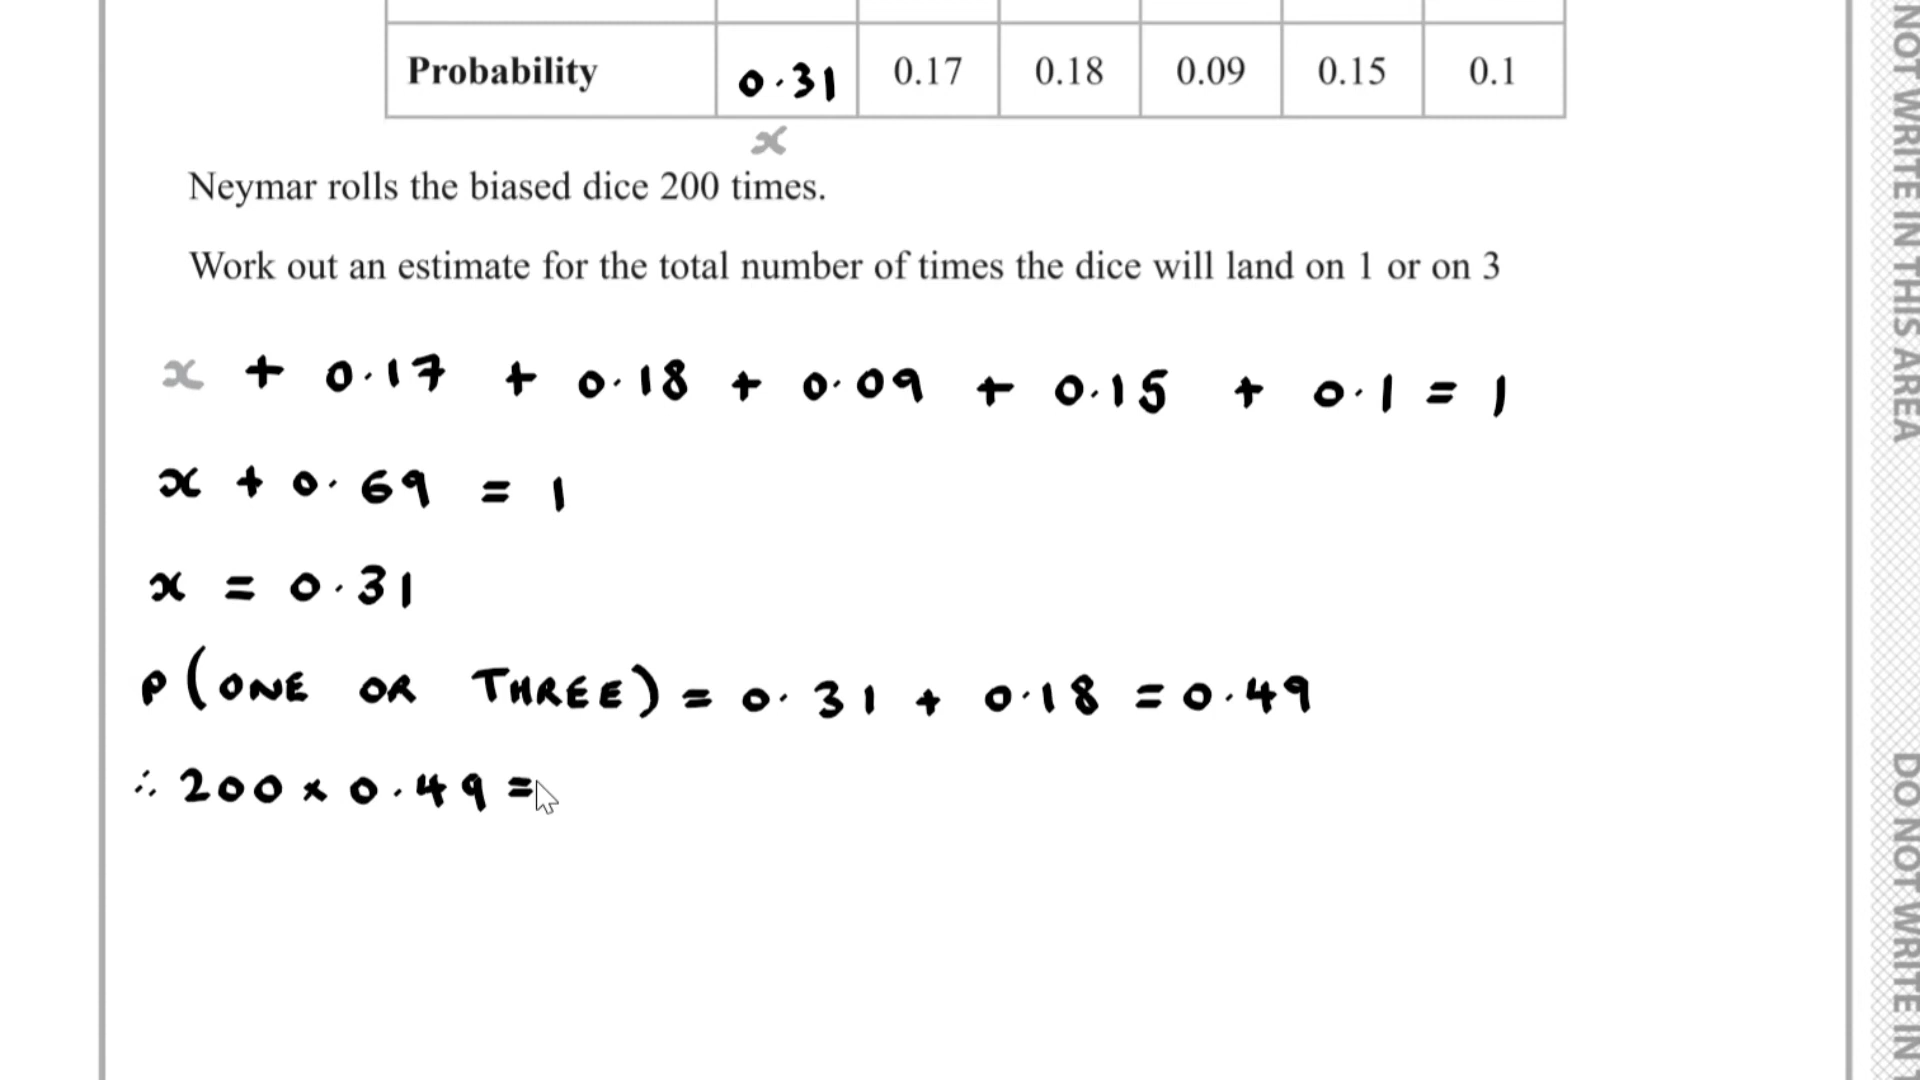 Probability 0.31 0.17 0.18 0.09 0.15 0.1
x
Neymar rolls the biased dice 200 times.
Work out an estimate for the total number of times the dice will land on 1 or on 3
x + 0.17 + 0.18 + 0.09 + 0.15 + 0.1 = 1
x + 0.69 = 1
x = 0.31
P(ONE OR THREE) = 0.31 + 0.18 = 0.49
∴ 200 × 0.49 =
NOT WRITE IN THIS AREA
DO NOT WRITE IN